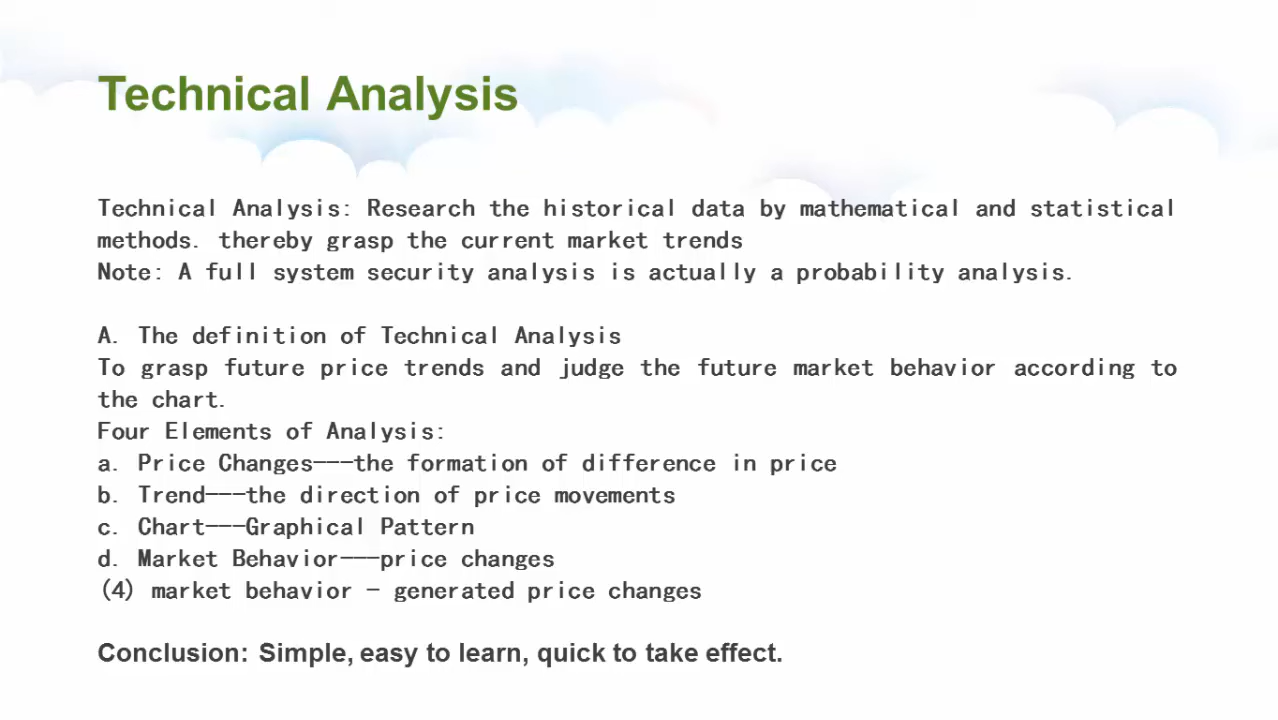 Technical Analysis
Technical Analysis: Research the historical data by mathematical and statistical
methods. thereby grasp the current market trends
Note: A full system security analysis is actually a probability analysis.
A. The definition of Technical Analysis
To grasp future price trends and judge the future market behavior according to
the chart.
Four Elements of Analysis:
a. Price Changes---the formation of difference in price
b. Trend---the direction of price movements
c. Chart---Graphical Pattern
d. Market Behavior---price changes
(4) market behavior - generated price changes
Conclusion: Simple, easy to learn, quick to take effect.